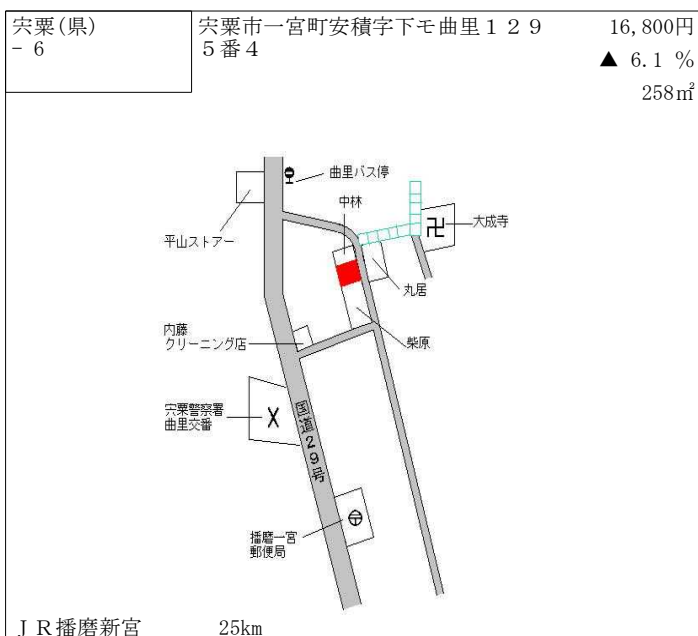 宍粟(県)
- 6
宍粟市一宮町安積字下モ曲里１２９
５番４
16,800円
▲ 6.1 %
258㎡
曲里バス停
中林
大成寺
平山ストアー
丸居
内藤
クリーニング店
柴原
宍粟警察署
曲里交番
国道29号
播磨一宮
郵便局
ＪＲ播磨新宮 25km